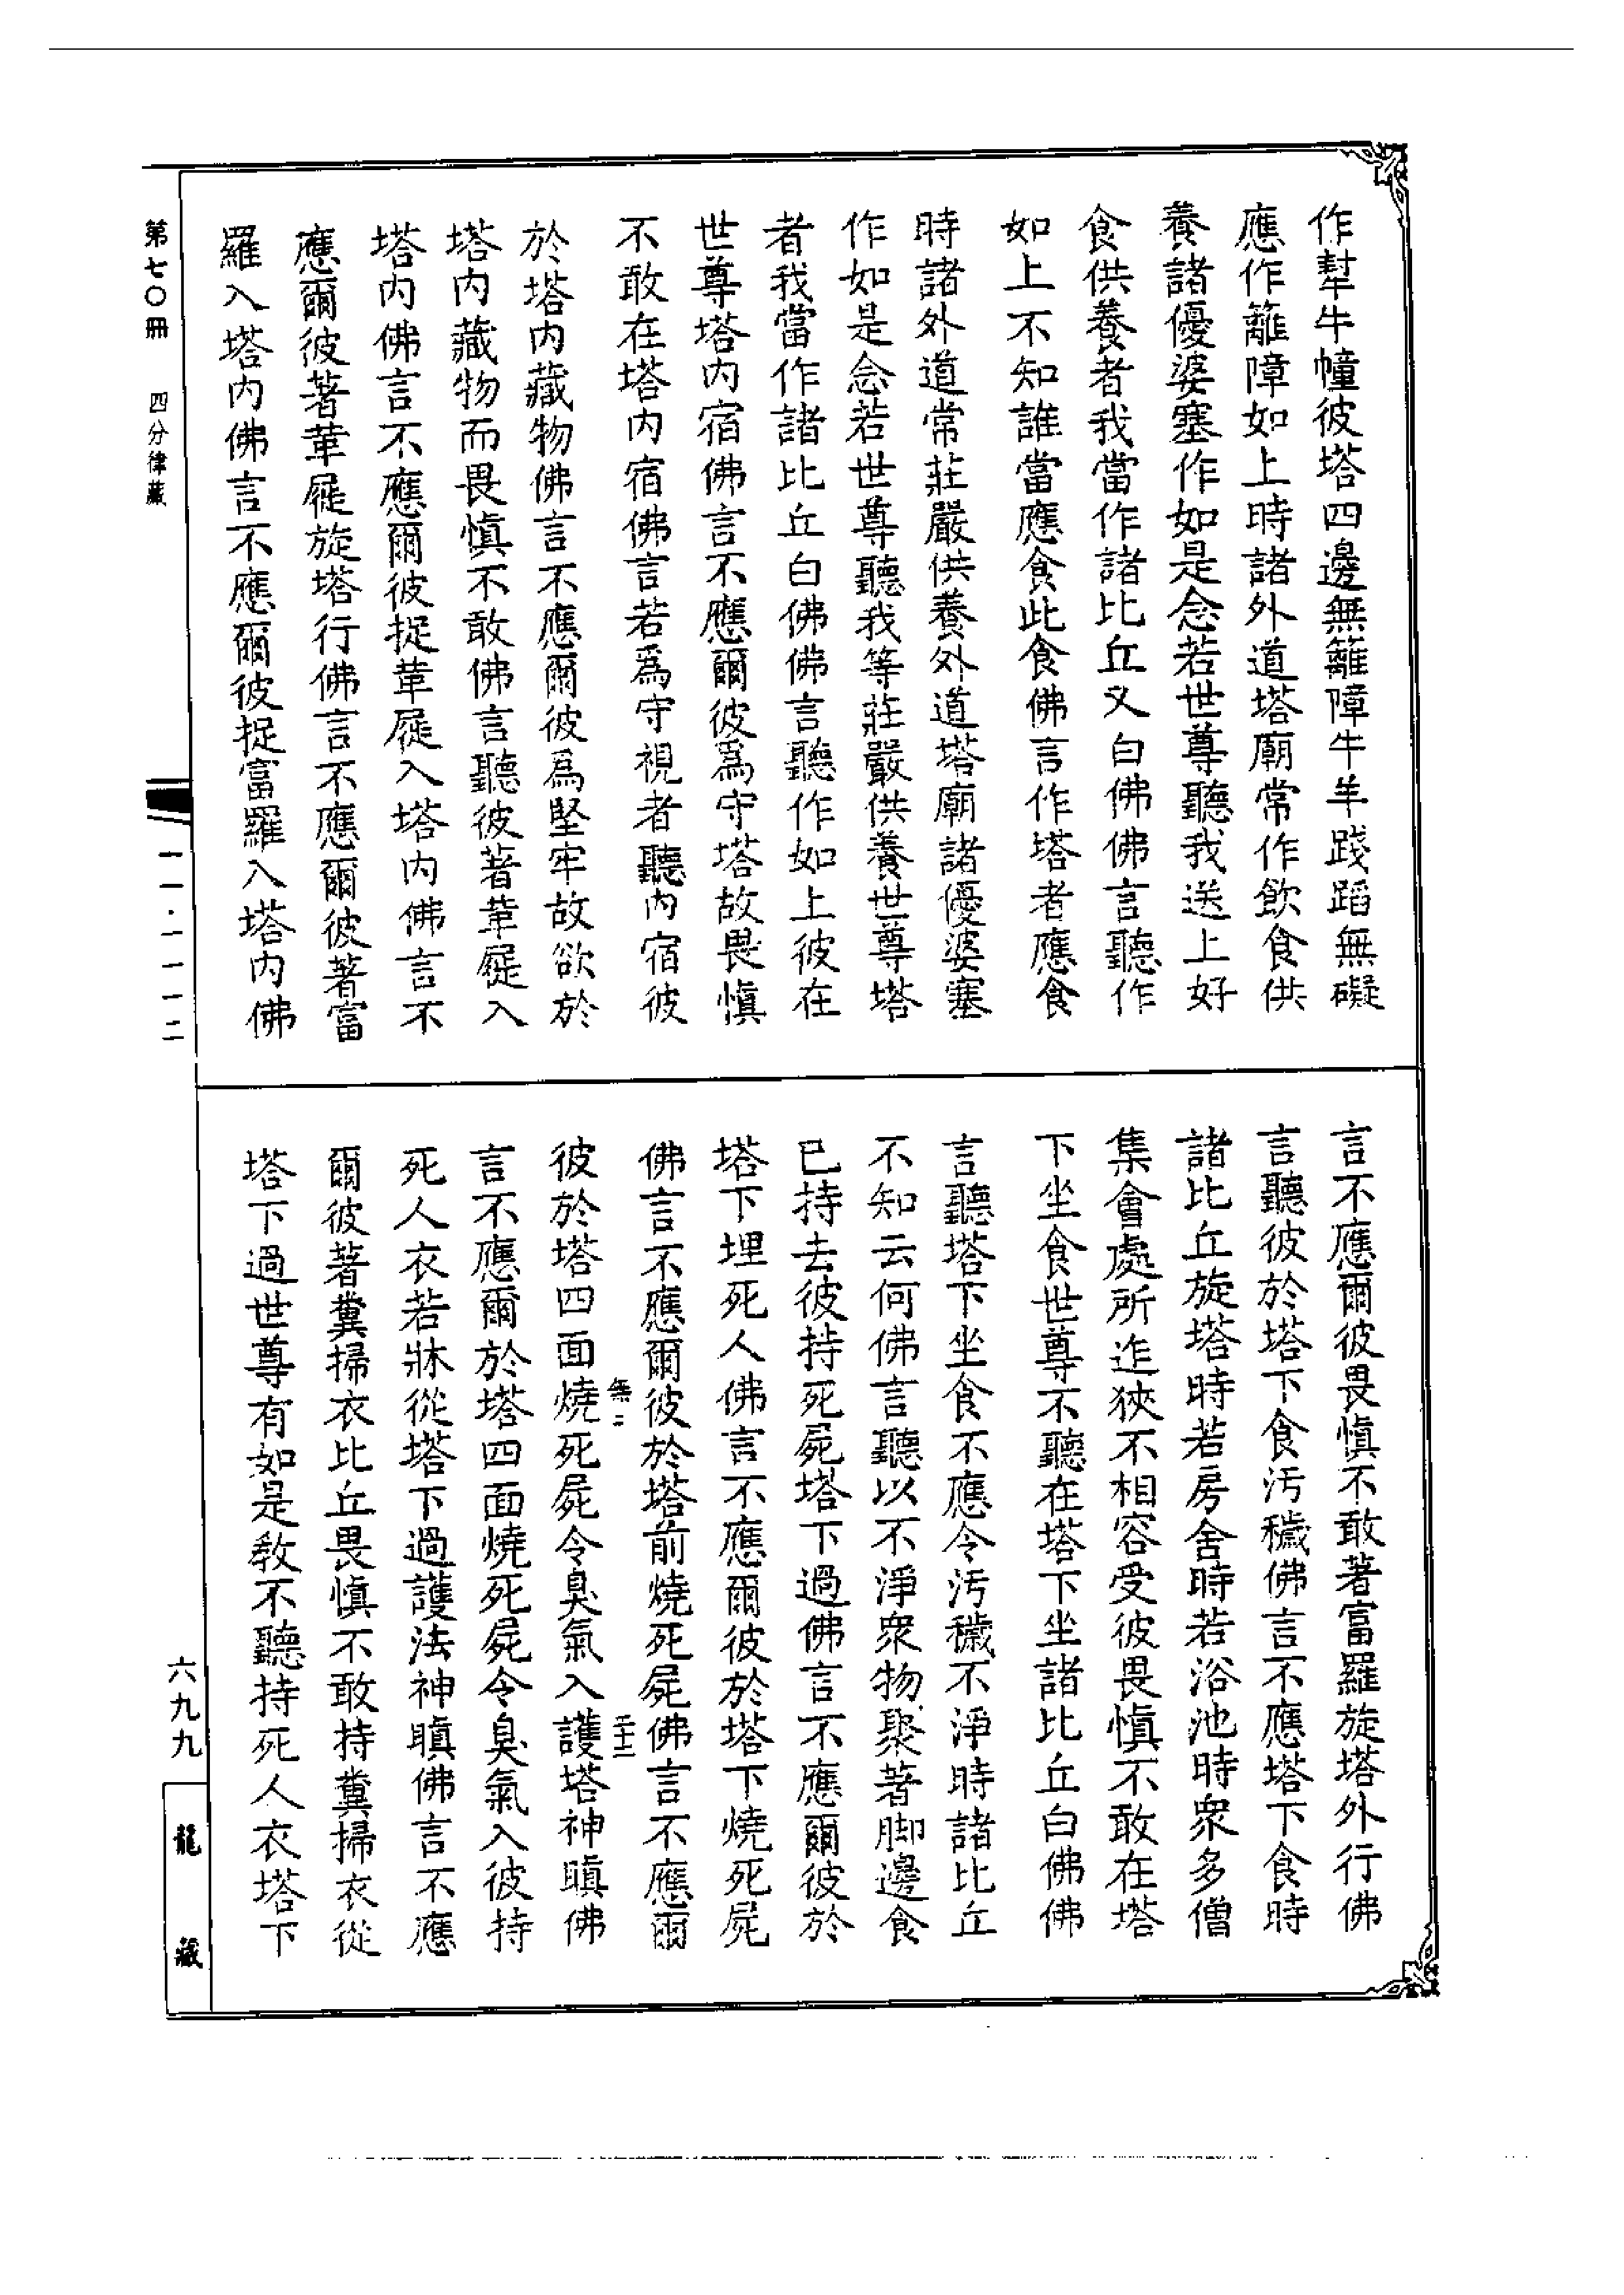 作犎牛幢彼塔四邊無籬障牛羊踐蹈無礙
應作籬障如上時諸外道塔廟常作飲食供
養諸優婆塞作如是念若世尊聽我送上好
食供養者我當作諸比丘又白佛佛言聽作
如上不知誰當應食此食佛言作塔者應食
時諸外道常莊嚴供養外道塔廟諸優婆塞
作如是念若世尊聽我等莊嚴供養世尊塔
者我當作諸比丘白佛佛言聽作如上彼在
世尊塔內宿佛言不應爾彼為守塔故畏慎
不敢在塔內宿佛言若為守視者聽內宿彼
於塔內藏物佛言不應爾彼為堅牢故欲於
塔內藏物而畏慎不敢佛言聽彼著革屣入
塔內佛言不應爾彼捉革屣入塔內佛言不
應爾彼著革屣旋塔行佛言不應爾彼著富
羅入塔內佛言不應爾彼捉富羅入塔內佛
言不應爾彼畏慎不敢著富羅旋塔外行佛
言聽彼於塔下食污穢佛言不應塔下食時
諸比丘旋塔時若房舍時若浴池時眾多僧
集會處所迮狹不相容受彼畏慎不敢在塔
下坐食世尊不聽在塔下坐諸比丘白佛佛
言聽塔下坐食不應令污穢不淨時諸比丘
不知云何佛言聽以不淨眾物聚著脚邊食
已持去彼持死屍塔下過佛言不應爾彼於
塔下埋死人佛言不應爾彼於塔下燒死屍
佛言不應爾彼於塔前燒死屍佛言不應爾
彼於塔四面燒死屍令臭氣入護塔神瞋佛
言不應爾於塔四面燒死屍令臭氣入彼持
死人衣若牀從塔下過護法神瞋佛言不應
爾彼著糞掃衣比丘畏慎不敢持糞掃衣從
塔下過世尊有如是教不聽持死人衣塔下
第七〇冊 四分律藏
一一·一一一二
六九九
龍藏